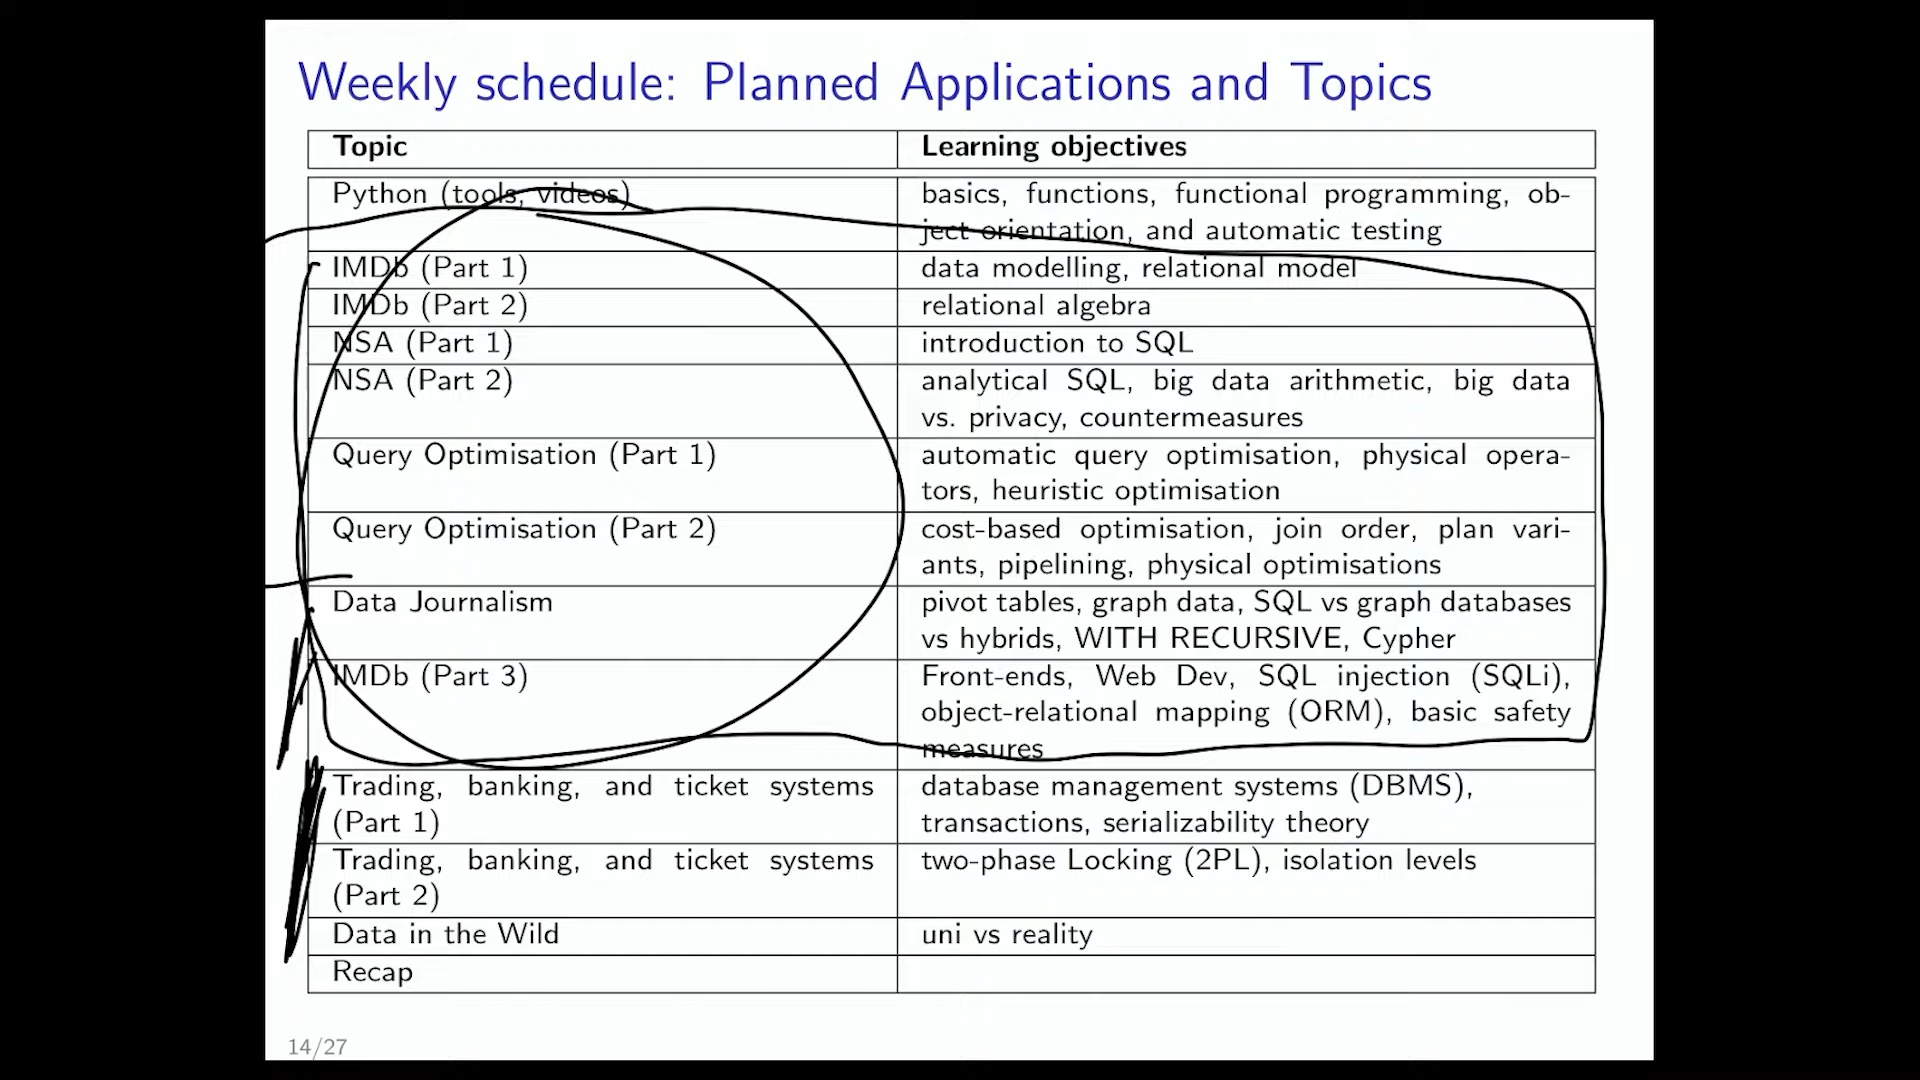 Weekly schedule: Planned Applications and Topics
Topic Learning objectives
Python (tools, videos) basics, functions, functional programming, ob-
ject orientation, and automatic testing
IMDb (Part 1) data modelling, relational model
IMDb (Part 2) relational algebra
NSA (Part 1) introduction to SQL
NSA (Part 2) analytical SQL, big data arithmetic, big data
vs. privacy, countermeasures
Query Optimisation (Part 1) automatic query optimisation, physical opera-
tors, heuristic optimisation
Query Optimisation (Part 2) cost-based optimisation, join order, plan vari-
ants, pipelining, physical optimisations
Data Journalism pivot tables, graph data, SQL vs graph databases
vs hybrids, WITH RECURSIVE, Cypher
IMDb (Part 3) Front-ends, Web Dev, SQL injection (SQLi),
object-relational mapping (ORM), basic safety
measures
Trading, banking, and ticket systems database management systems (DBMS),
(Part 1) transactions, serializability theory
Trading, banking, and ticket systems two-phase Locking (2PL), isolation levels
(Part 2)
Data in the Wild uni vs reality
Recap
14/27